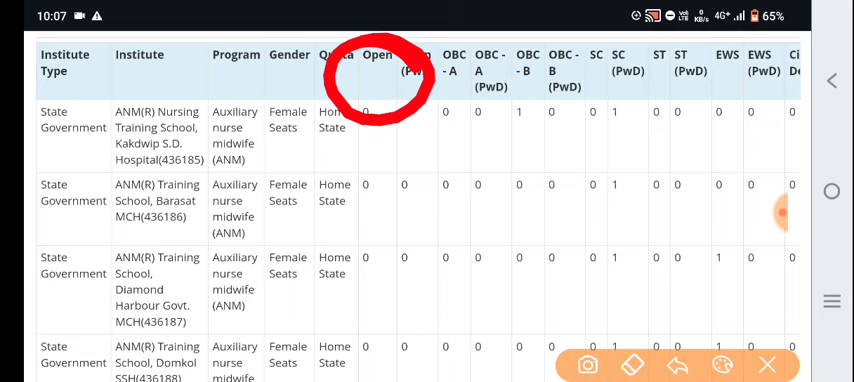 10:07
Vo) LTE 0 KB/s 4G+ 65%
Institute Type Institute Program Gender Open OBC - A OBC - A (PwD) OBC - B OBC - B (PwD) SC SC (PwD) ST ST (PwD) EWS EWS (PwD)
State Government ANM(R) Nursing Training School, Kakdwip S.D. Hospital(436185) Auxiliary nurse midwife (ANM) Female Seats Home State 0 0 0 1 0 0 1 0 0 0 0 0
State Government ANM(R) Training School, Barasat MCH(436186) Auxiliary nurse midwife (ANM) Female Seats Home State 0 0 0 0 0 0 0 1 0 0 0 0 0
State Government ANM(R) Training School, Diamond Harbour Govt. MCH(436187) Auxiliary nurse midwife (ANM) Female Seats Home State 0 0 0 0 0 0 0 1 0 0 1 0 0
State Government ANM(R) Training School, Domkol SSH(436188) Auxiliary nurse midwife Female Seats Home State 0 0 0 0 0 0 0 1 0 0 1 0 0